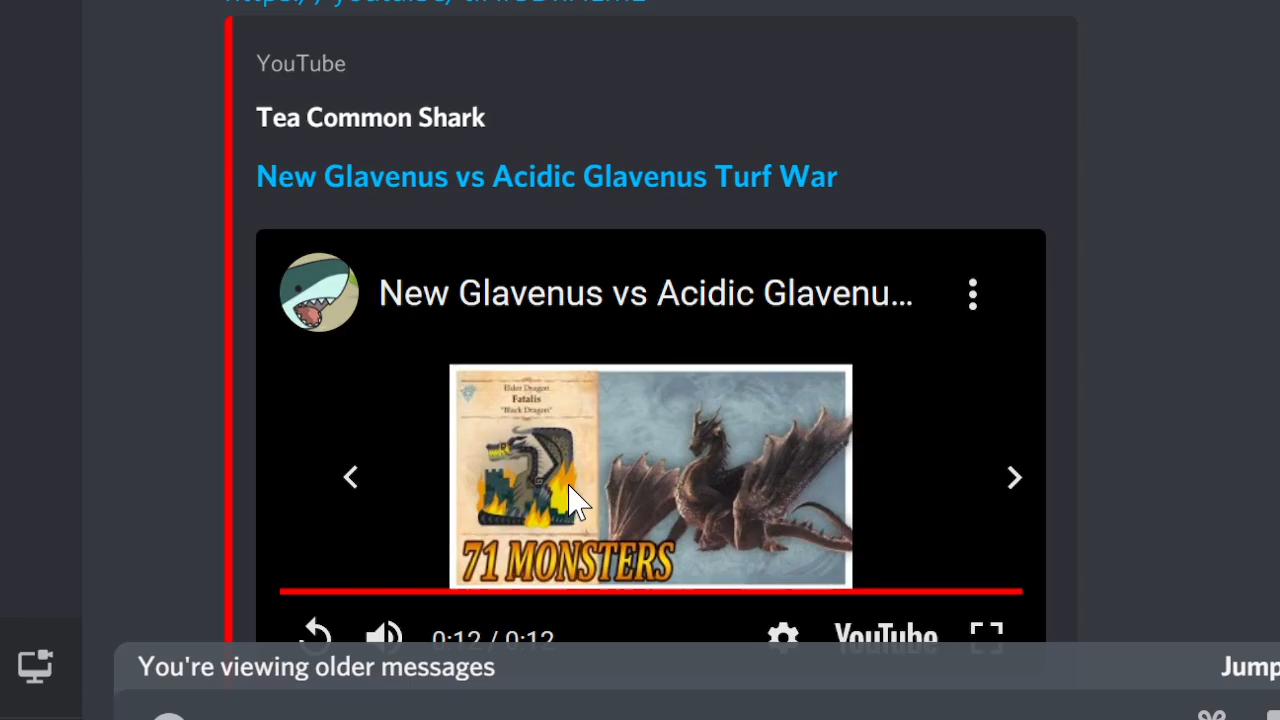 YouTube
Tea Common Shark
New Glavenus vs Acidic Glavenus Turf War
New Glavenus vs Acidic Glavenu...
Elder Dragon
Fatalis
"Black Dragon"
71 MONSTERS
0:12 / 0:12
YouTube
You're viewing older messages
Jump